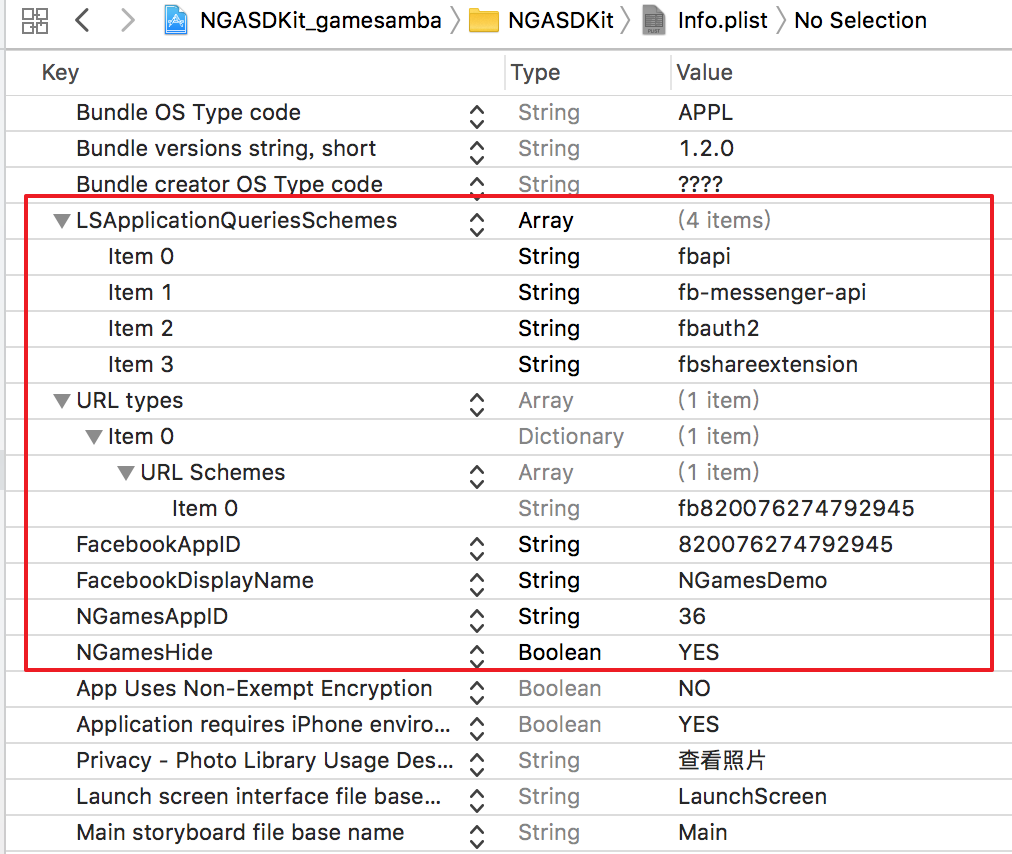 NGASDKit_gamesamba NGASDKit Info.plist No Selection
Key Type Value
Bundle OS Type code String APPL
Bundle versions string, short String 1.2.0
Bundle creator OS Type code String ????
LSApplicationQueriesSchemes Array (4 items)
Item 0 String fbapi
Item 1 String fb-messenger-api
Item 2 String fbauth2
Item 3 String fbshareextension
URL types Array (1 item)
Item 0 Dictionary (1 item)
URL Schemes Array (1 item)
Item 0 String fb820076274792945
FacebookAppID String 820076274792945
FacebookDisplayName String NGamesDemo
NGamesAppID String 36
NGamesHide Boolean YES
App Uses Non-Exempt Encryption Boolean NO
Application requires iPhone enviro... Boolean YES
Privacy - Photo Library Usage Des... String 查看照片
Launch screen interface file base... String LaunchScreen
Main storyboard file base name String Main